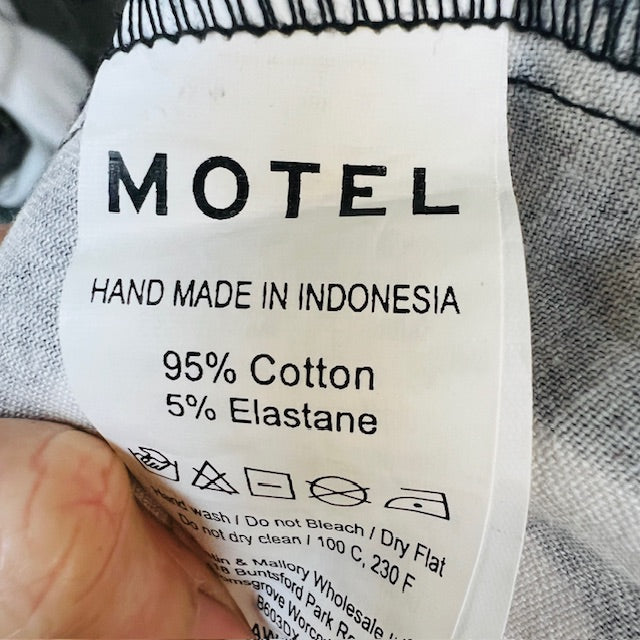 MOTEL
HAND MADE IN INDONESIA
95% Cotton
5% Elastane
Hand wash / Do not Bleach / Dry Flat
Do not dry clean / 100 C, 230 F
& Mallory Wholesale
Buntsford Park